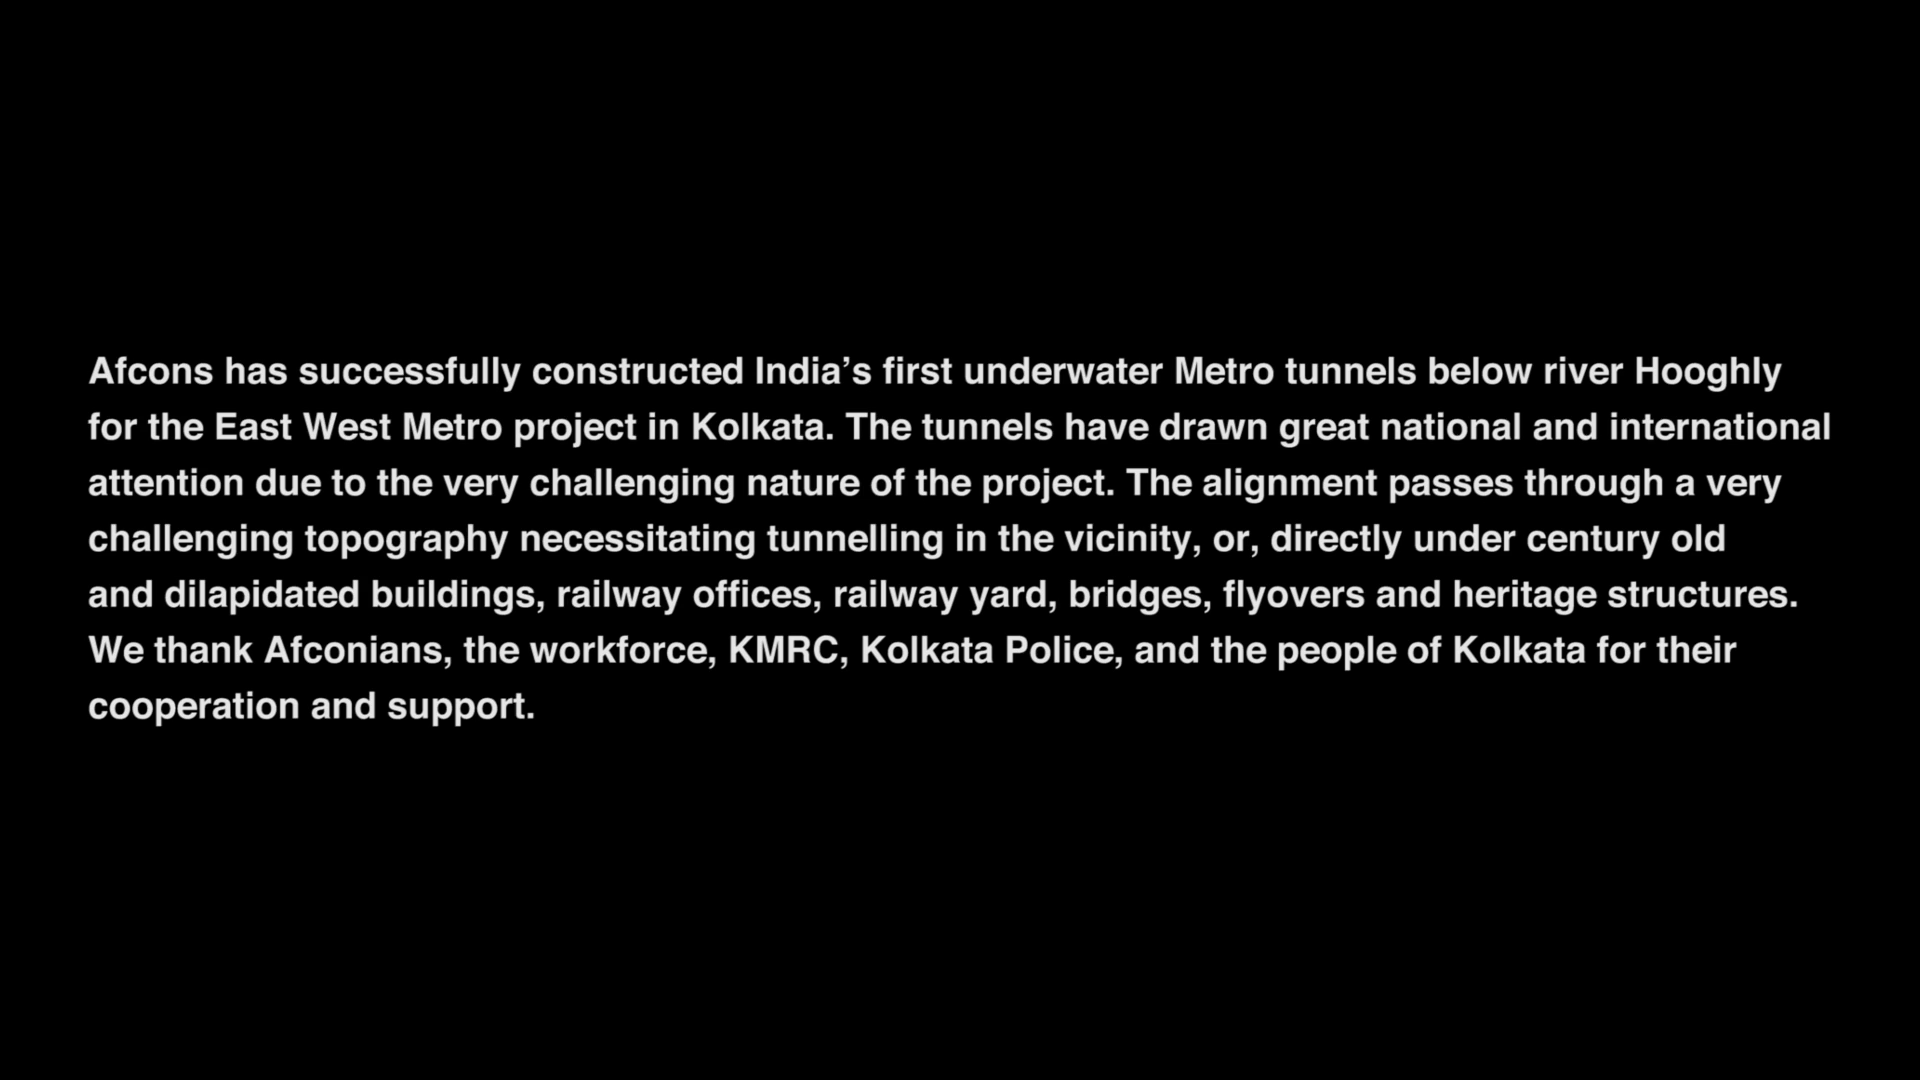 Afcons has successfully constructed India’s first underwater Metro tunnels below river Hooghly
for the East West Metro project in Kolkata. The tunnels have drawn great national and international
attention due to the very challenging nature of the project. The alignment passes through a very
challenging topography necessitating tunnelling in the vicinity, or, directly under century old
and dilapidated buildings, railway offices, railway yard, bridges, flyovers and heritage structures.
We thank Afconians, the workforce, KMRC, Kolkata Police, and the people of Kolkata for their
cooperation and support.